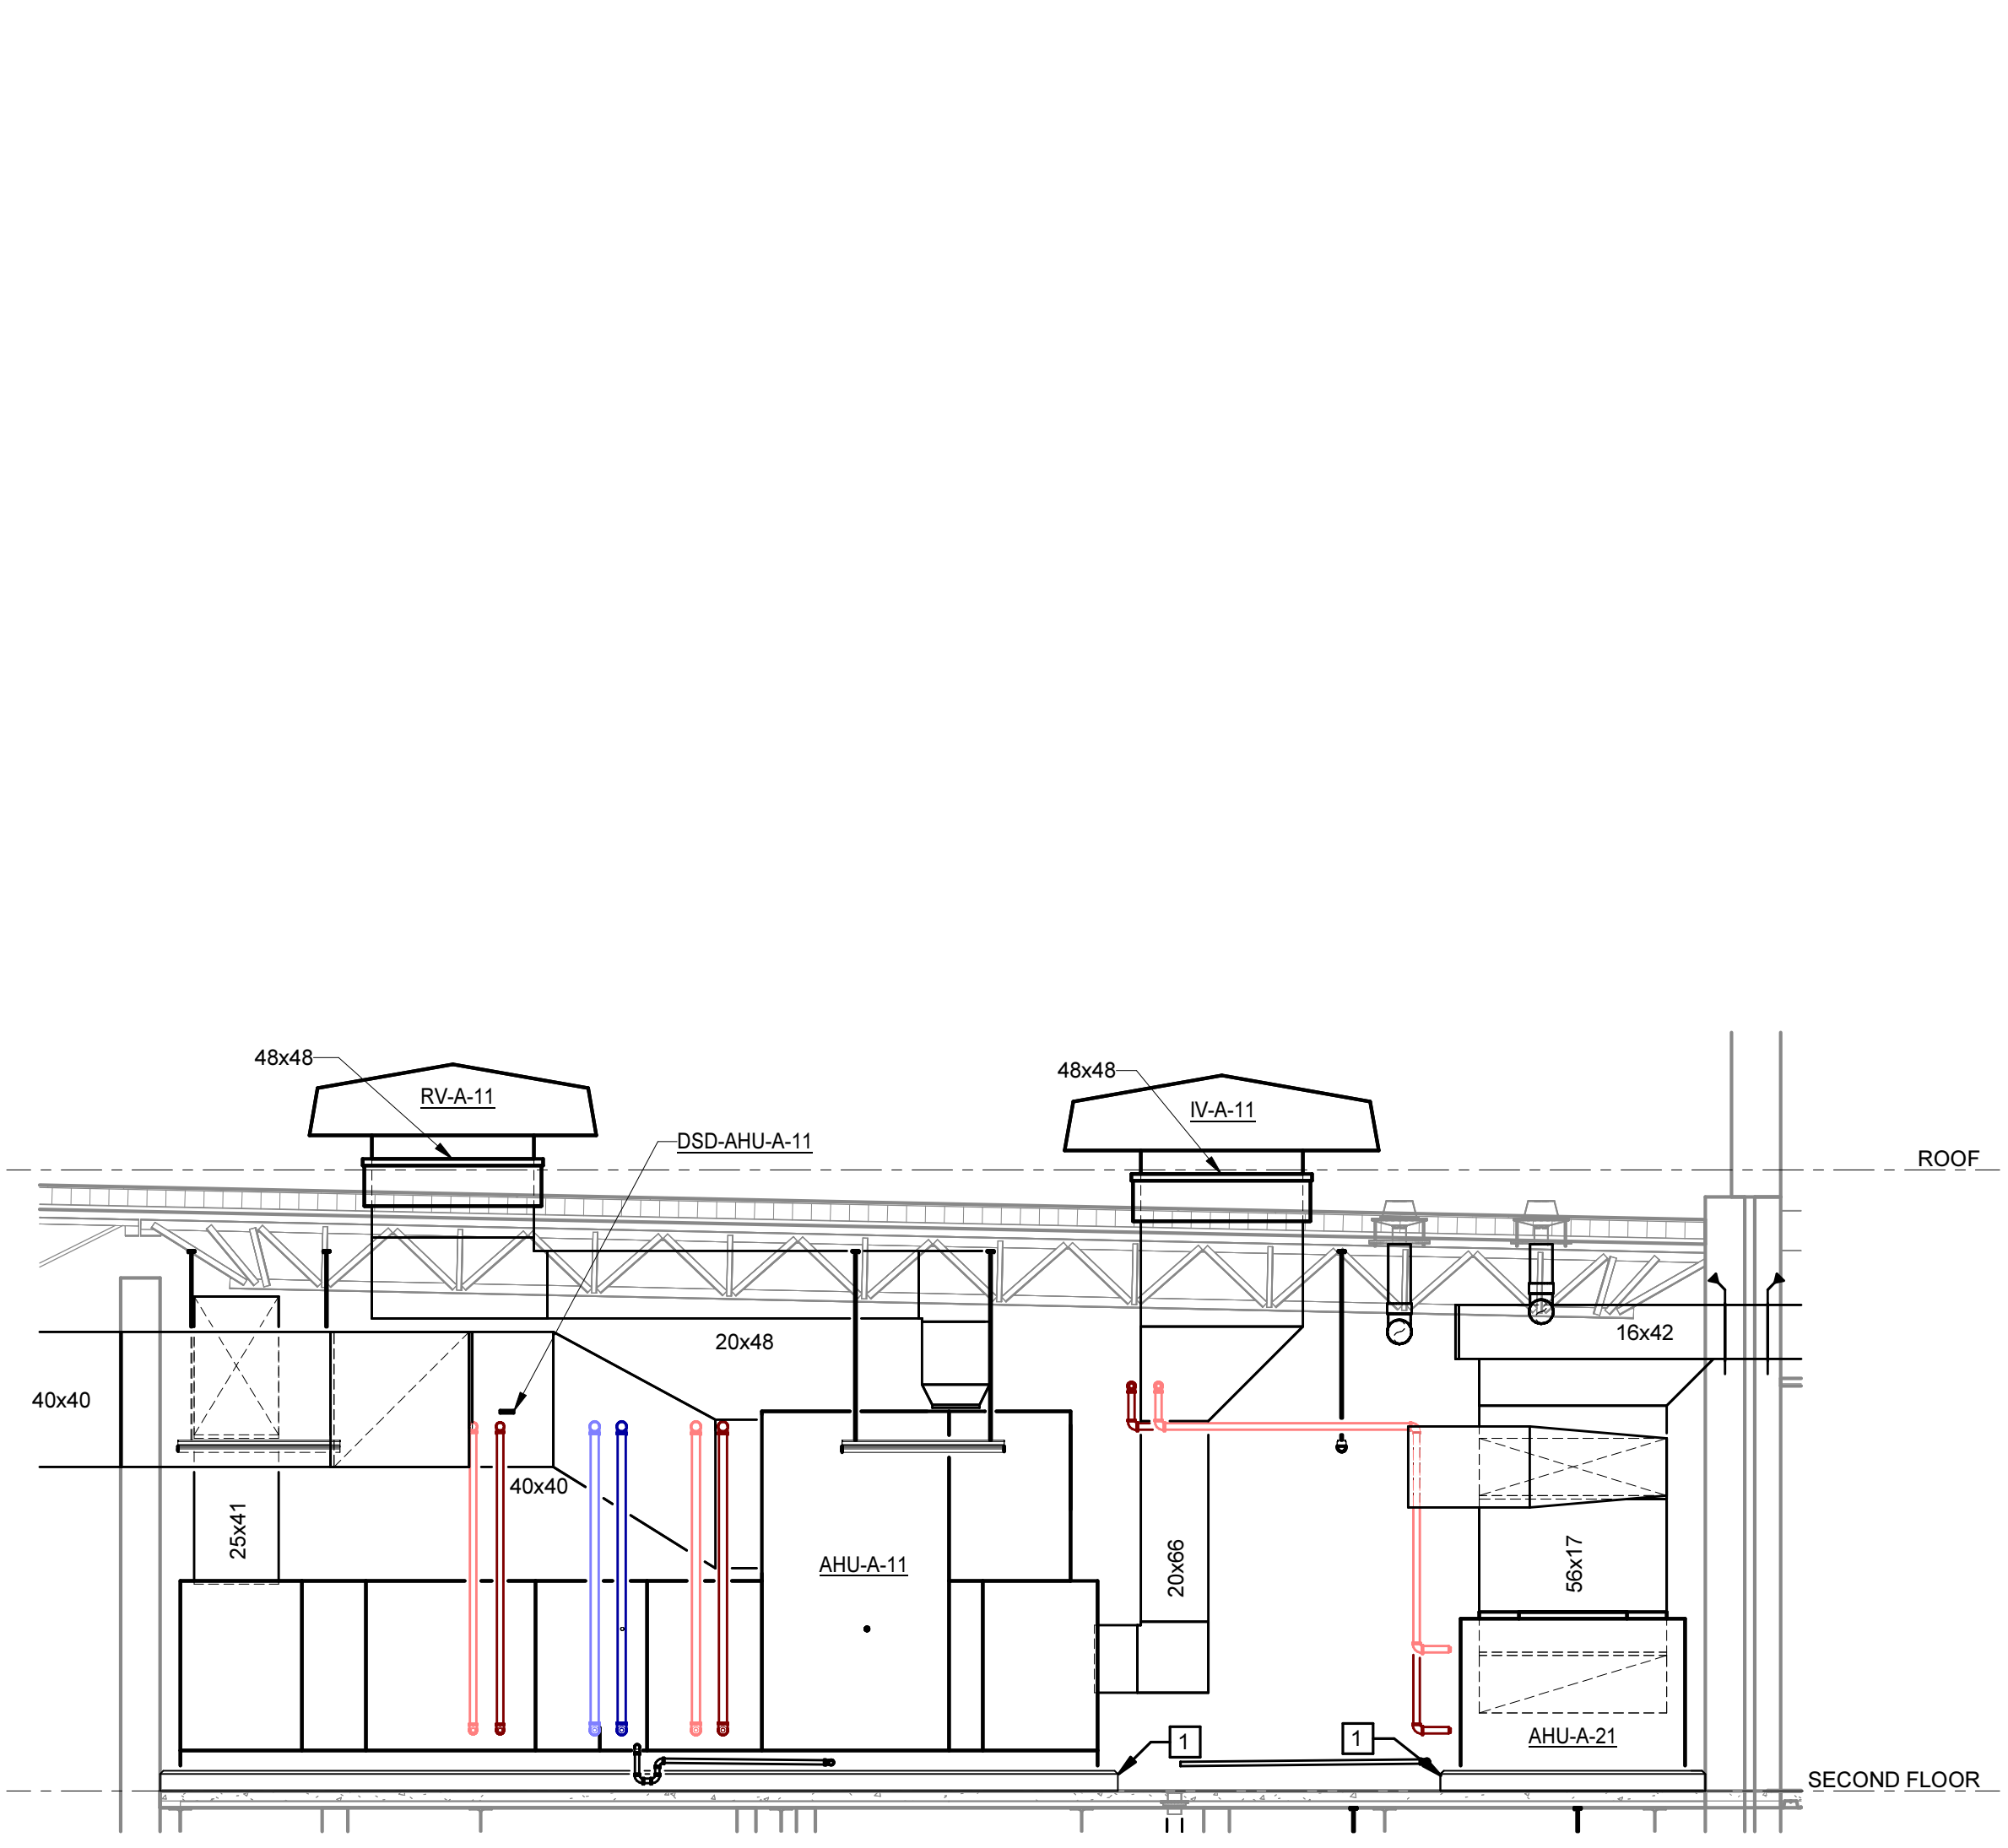 48x48
RV-A-11
48x48
IV-A-11
DSD-AHU-A-11
ROOF
20x48
16x42
40x40
40x40
25x41
AHU-A-11
20x66
56x17
1
1
AHU-A-21
SECOND FLOOR